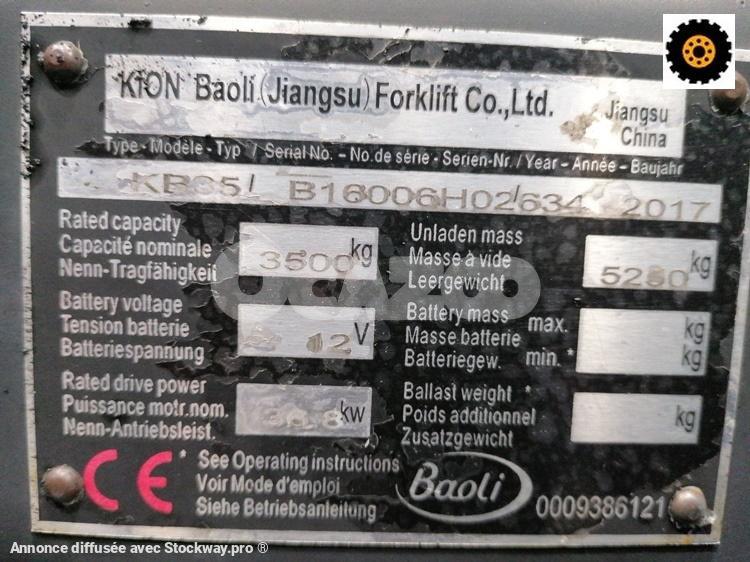 KION Baoli (Jiangsu) Forklift Co.,Ltd.
Jiangsu
China
Type - Modèle - Typ / Serial No. - No. de série - Serien-Nr. / Year - Année - Baujahr
2017
Rated capacity
Capacité nominale
Nenn-Tragfähigkeit
3500 kg
Unladen mass
Masse à vide
Leergewicht
kg
Battery voltage
Tension batterie
Batteriespannung
12 V
Battery mass
Masse batterie
Batteriegew.
max. kg
min. * kg
Rated drive power
Puissance motr.nom.
Nenn-Antriebsleist.
kw
Ballast weight *
Poids additionnel
Zusatzgewicht
kg
CE
* See Operating instructions
Voir Mode d'emploi
Siehe Betriebsanleitung
Baoli
0009386121
OCAZOO
Annonce diffusée avec Stockway.pro ®